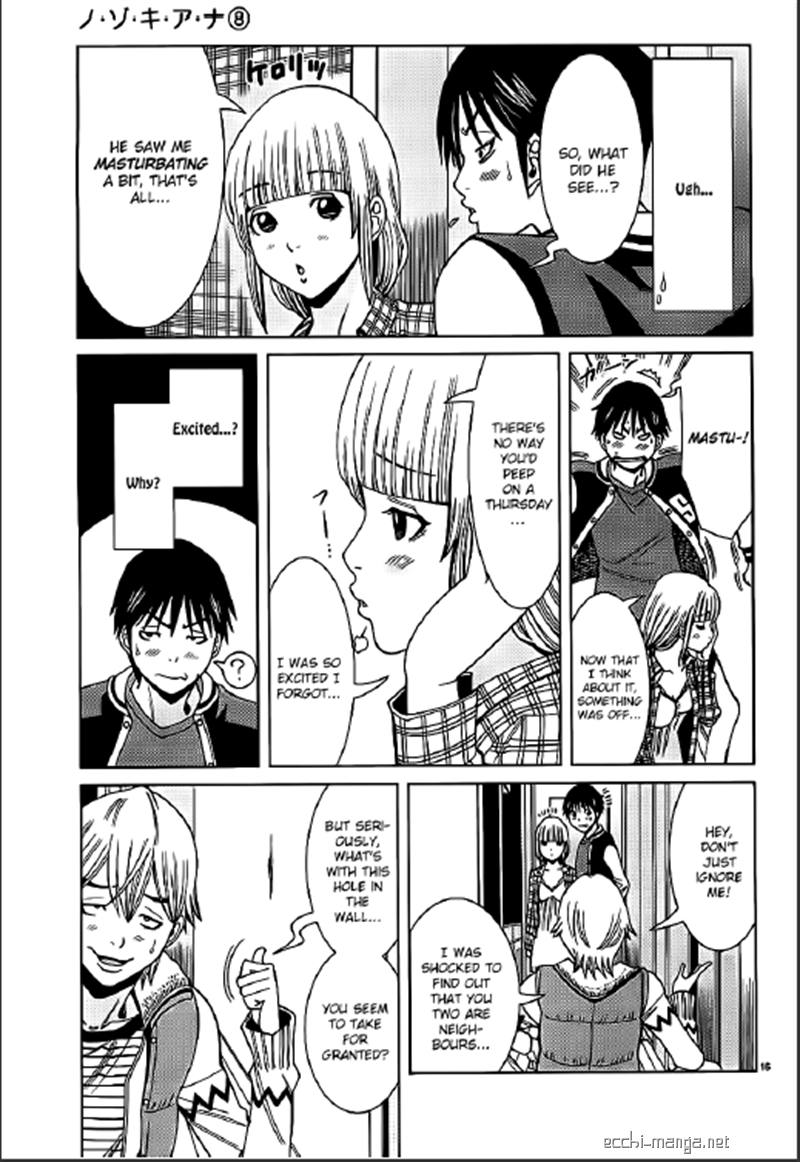 ノ・ゾ・キ・ア・ナ⑧
Ugh...
SO, WHAT
DID HE
SEE...?
ケロリッ
HE SAW ME
MASTURBATING
A BIT, THAT'S
ALL...
ガーン
MASTU-!
NOW THAT
I THINK
ABOUT IT,
SOMETHING
WAS OFF...
THERE'S
NO WAY
YOU'D
PEEP
ON A
THURSDAY
...
I WAS SO
EXCITED I
FORGOT...
Excited...?
Why?
?
HEY,
DON'T
JUST
IGNORE
ME!
I WAS
SHOCKED TO
FIND OUT
THAT YOU
TWO ARE
NEIGH-
BOURS...
BUT SERI-
OUSLY,
WHAT'S
WITH THIS
HOLE IN
THE
WALL...
YOU SEEM
TO TAKE
FOR
GRANTED?
16
ecchi-manga.net